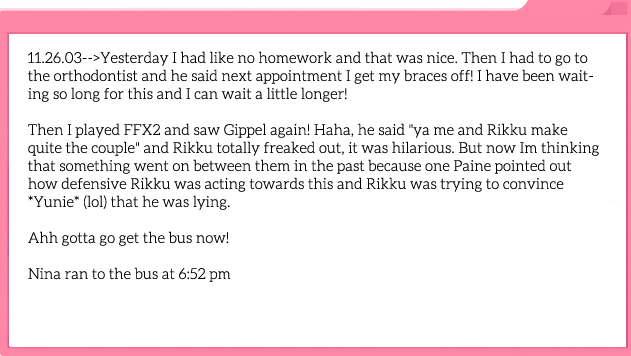 11.26.03-->Yesterday I had like no homework and that was nice. Then I had to go to
the orthodontist and he said next appointment I get my braces off! I have been wait-
ing so long for this and I can wait a little longer!
Then I played FFX2 and saw Gippel again! Haha, he said "ya me and Rikku make
quite the couple" and Rikku totally freaked out, it was hilarious. But now Im thinking
that something went on between them in the past because one Paine pointed out
how defensive Rikku was acting towards this and Rikku was trying to convince
*Yunie* (lol) that he was lying.
Ahh gotta go get the bus now!
Nina ran to the bus at 6:52 pm